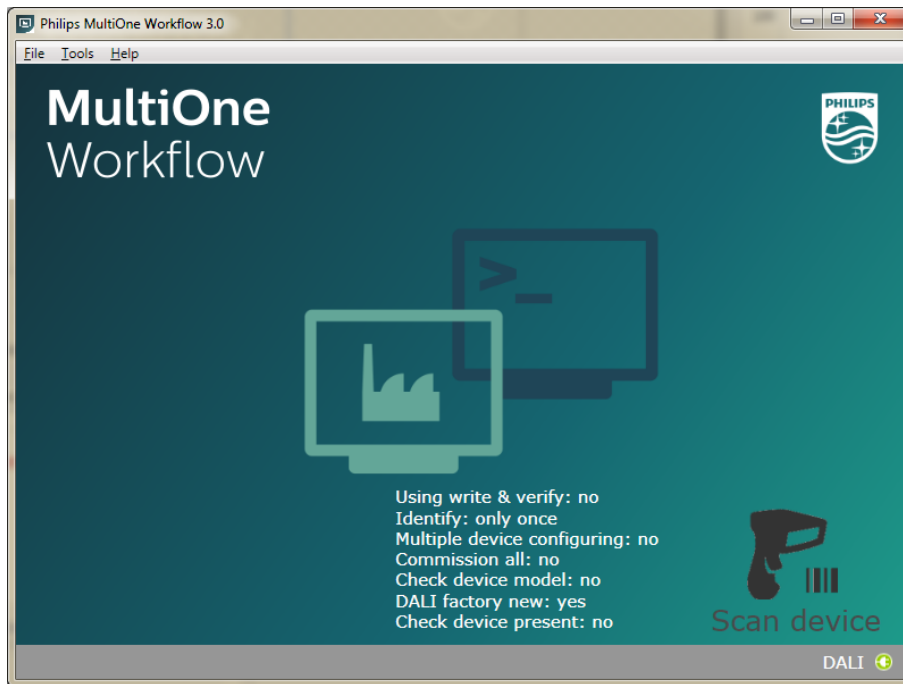 Philips MultiOne Workflow 3.0
File Tools Help
MultiOne
Workflow
PHILIPS
>_
Using write & verify: no
Identify: only once
Multiple device configuring: no
Commission all: no
Check device model: no
DALI factory new: yes
Check device present: no
Scan device
DALI